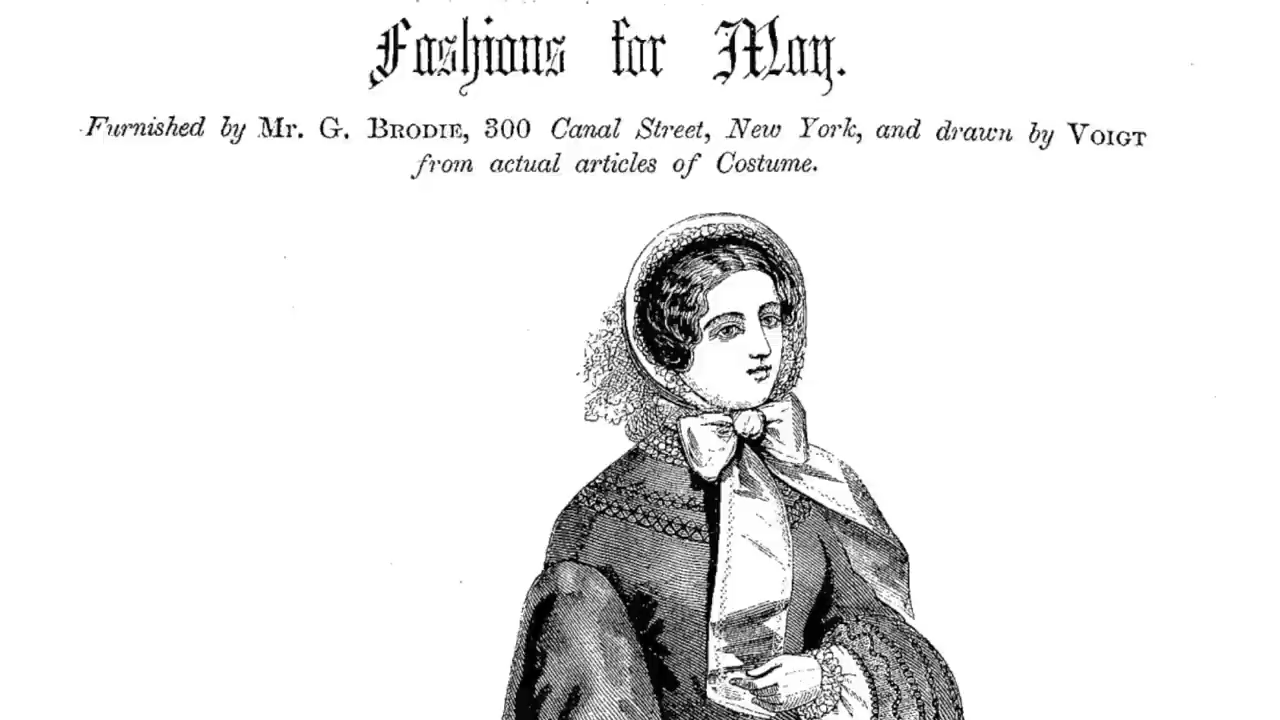 Fashions for May.
Furnished by Mr. G. BRODIE, 300 Canal Street, New York, and drawn by VOIGT
from actual articles of Costume.